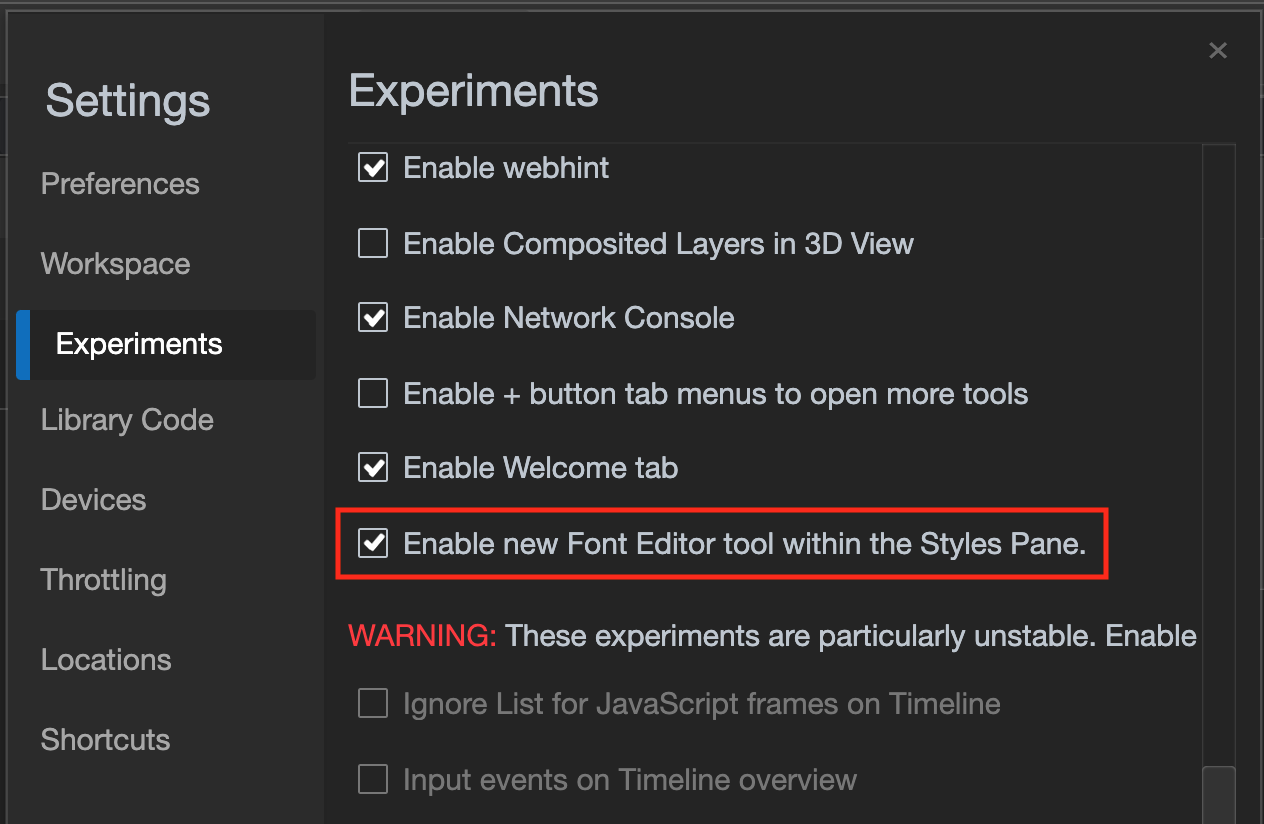 Settings
Preferences
Workspace
Experiments
Library Code
Devices
Throttling
Locations
Shortcuts
Experiments
Enable webhint
Enable Composited Layers in 3D View
Enable Network Console
Enable + button tab menus to open more tools
Enable Welcome tab
Enable new Font Editor tool within the Styles Pane.
WARNING: These experiments are particularly unstable. Enable
Ignore List for JavaScript frames on Timeline
Input events on Timeline overview